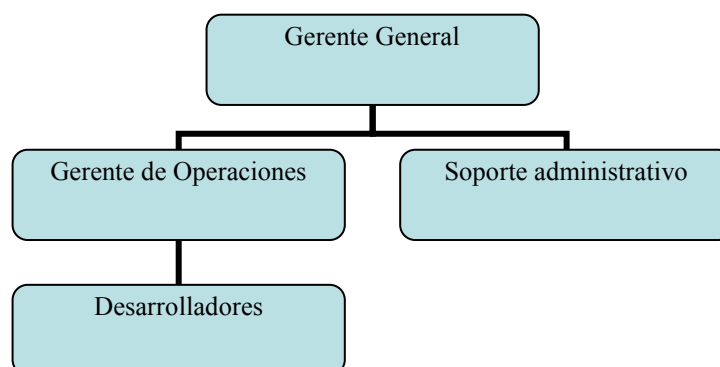 Gerente General
Gerente de Operaciones
Soporte administrativo
Desarrolladores